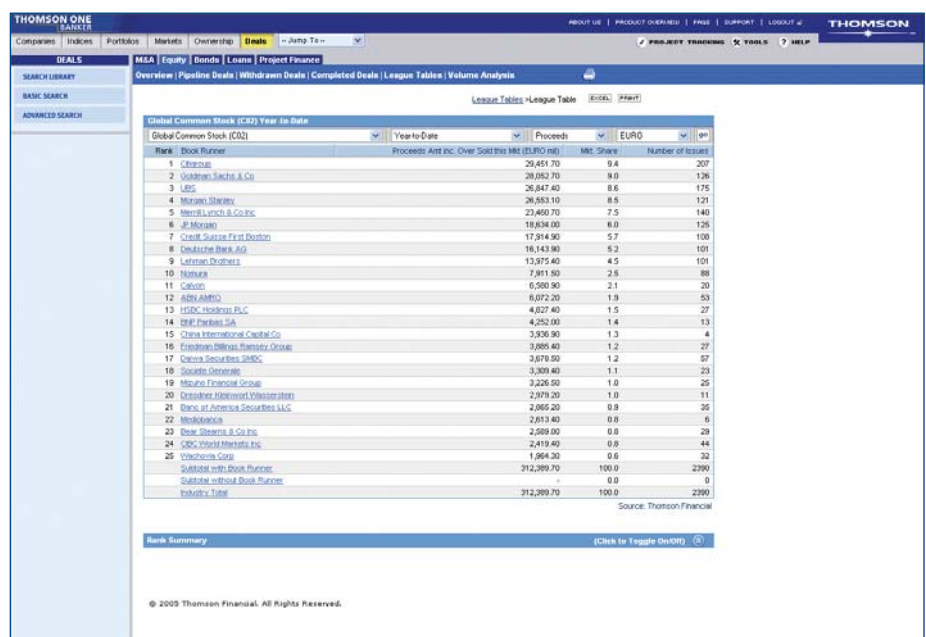 THOMSON ONE
BANKER
ABOUT US | PRODUCT OVERVIEW | FAQS | SUPPORT | LOGOUT
THOMSON
Companies Indices Portfolios Markets Ownership Deals -- Jump To --
PROJECT TRACKING TOOLS ? HELP
DEALS
M&A Equity Bonds Loans Project Finance
SEARCH LIBRARY
Overview | Pipeline Deals | Withdrawn Deals | Completed Deals | League Tables | Volume Analysis
BASIC SEARCH
League Tables >League Table EXCEL PRINT
ADVANCED SEARCH
Global Common Stock (C02) Year-to-Date
Global Common Stock (C02) Year-to-Date Proceeds EURO go
Rank Book Runner Proceeds Amt inc. Over Sold this Mkt (EURO mil) Mkt. Share Number of Issues
1 Citigroup 29,451.70 9.4 207
2 Goldman Sachs & Co 28,052.70 9.0 126
3 UBS 26,847.40 8.6 175
4 Morgan Stanley 26,553.10 8.5 121
5 Merrill Lynch & Co Inc 23,460.70 7.5 140
6 JP Morgan 18,634.00 6.0 125
7 Credit Suisse First Boston 17,914.90 5.7 108
8 Deutsche Bank AG 16,143.90 5.2 101
9 Lehman Brothers 13,975.40 4.5 101
10 Nomura 7,911.50 2.5 88
11 Calyon 6,580.90 2.1 20
12 ABN AMRO 6,072.20 1.9 53
13 HSBC Holdings PLC 4,827.40 1.5 27
14 BNP Paribas SA 4,252.00 1.4 13
15 China International Capital Co 3,936.90 1.3 4
16 Friedman Billings Ramsey Group 3,885.40 1.2 27
17 Daiwa Securities SMBC 3,678.50 1.2 57
18 Societe Generale 3,309.40 1.1 23
19 Mizuho Financial Group 3,226.50 1.0 25
20 Dresdner Kleinwort Wasserstein 2,979.20 1.0 11
21 Banc of America Securities LLC 2,865.20 0.9 35
22 Mediobanca 2,613.40 0.8 6
23 Bear Stearns & Co Inc 2,589.00 0.8 29
24 CIBC World Markets Inc 2,419.40 0.8 44
25 Wachovia Corp 1,964.30 0.6 32
Subtotal with Book Runner 312,389.70 100.0 2390
Subtotal without Book Runner - 0.0 0
Industry Total 312,389.70 100.0 2390
Source: Thomson Financial
Rank Summary (Click to Toggle On/Off)
© 2005 Thomson Financial. All Rights Reserved.